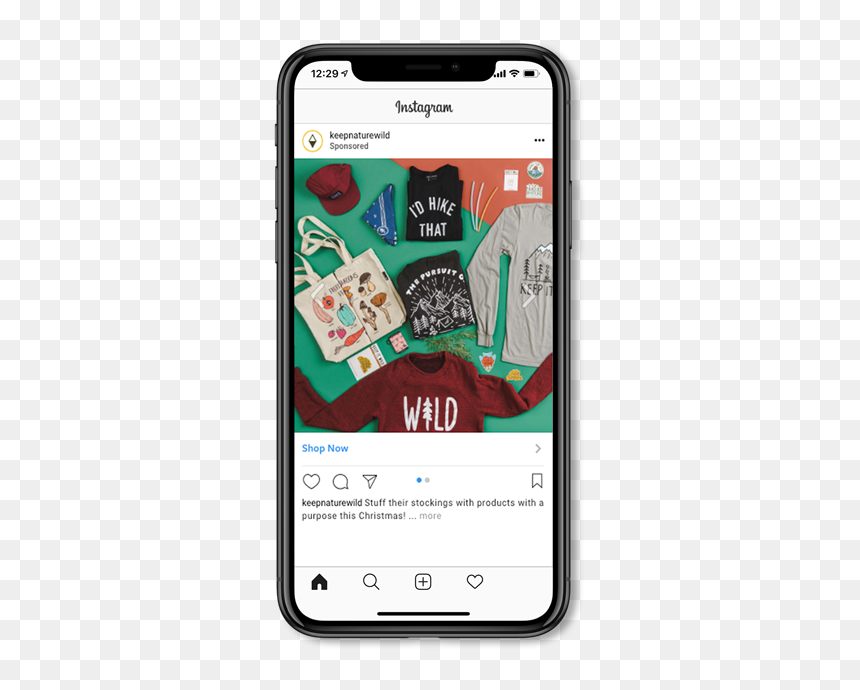 12:29
Instagram
keepnaturewild
Sponsored
I'D HIKE
THAT
THE PURSUIT O
KEEP IT
WILD
Shop Now
keepnaturewild Stuff their stockings with products with a
purpose this Christmas! ... more